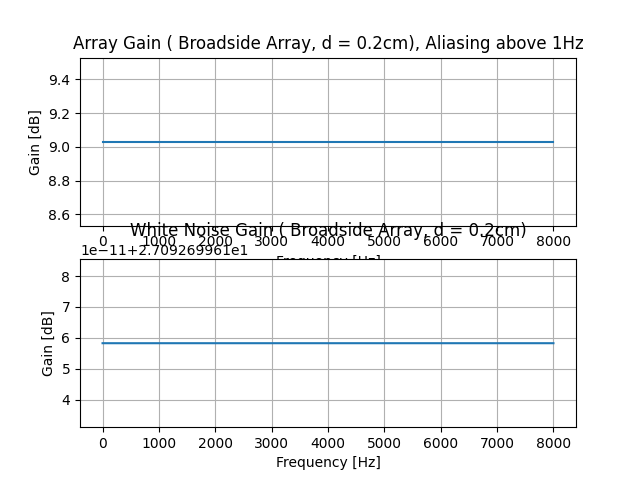 Array Gain ( Broadside Array, d = 0.2cm), Aliasing above 1Hz
9.4
9.2
9.0
8.8
8.6
Gain [dB]
0 1000 2000 3000 4000 5000 6000 7000 8000
Frequency [Hz]
White Noise Gain ( Broadside Array, d = 0.2cm)
1e−11+2.709269961e1
8
7
6
5
4
Gain [dB]
0 1000 2000 3000 4000 5000 6000 7000 8000
Frequency [Hz]